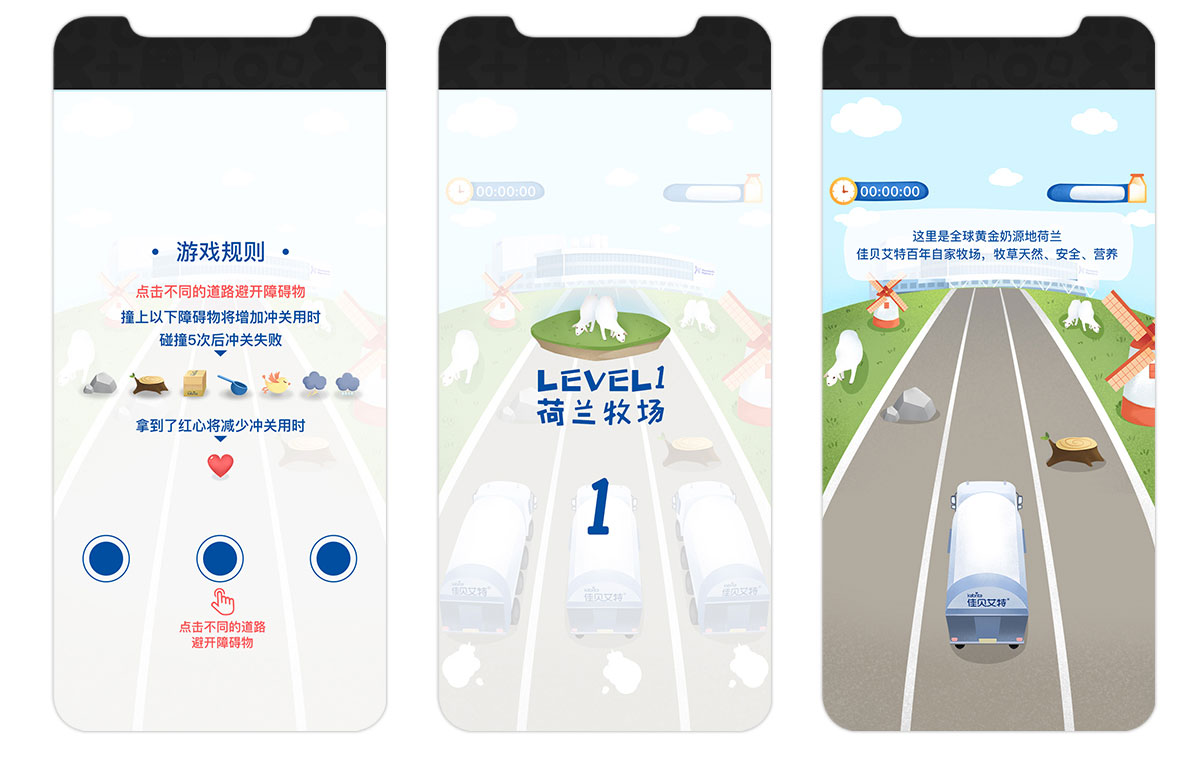 游戏规则
点击不同的道路避开障碍物
撞上以下障碍物将增加冲关用时
碰撞5次后冲关失败
拿到了红心将减少冲关用时
点击不同的道路
避开障碍物
00:00:00
LEVEL1
荷兰牧场
1
佳贝艾特
佳贝艾特
佳贝艾特
00:00:00
这里是全球黄金奶源地荷兰
佳贝艾特百年自家牧场，牧草天然、安全、营养
kabrita
佳贝艾特